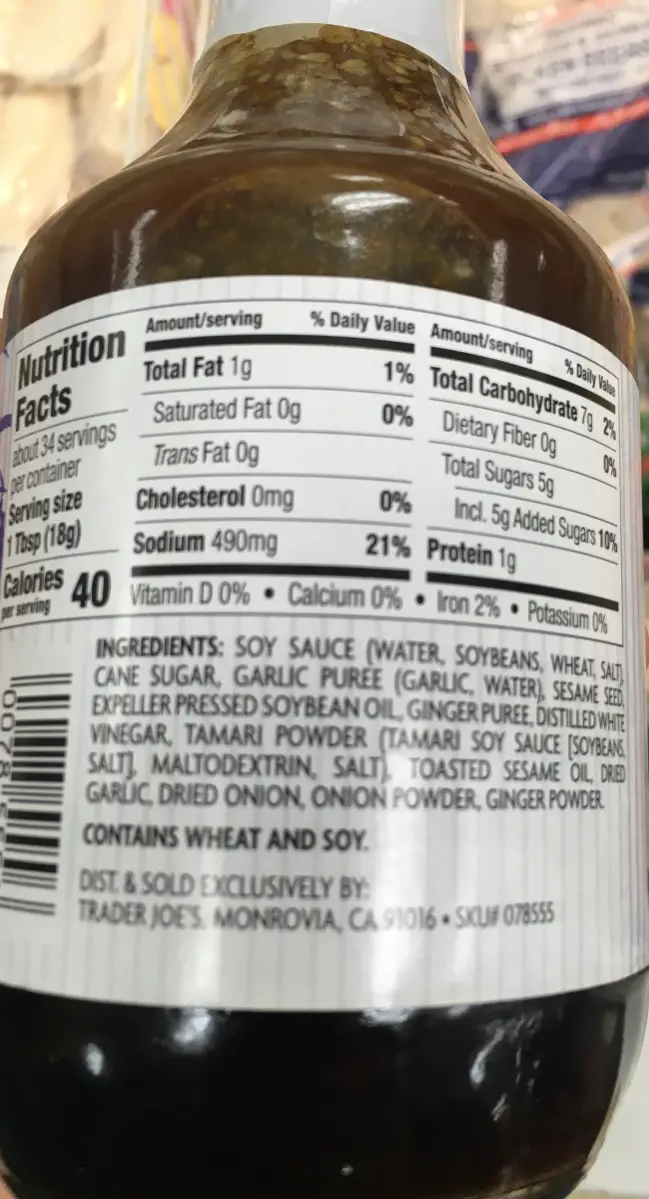 Nutrition
Facts
about 34 servings
per container
Serving size
1 Tbsp (18g)
Calories 40
per serving
Amount/serving % Daily Value
Total Fat 1g 1%
Saturated Fat 0g 0%
Trans Fat 0g
Cholesterol 0mg 0%
Sodium 490mg 21%
Amount/serving % Daily Value
Total Carbohydrate 7g 2%
Dietary Fiber 0g 0%
Total Sugars 5g
Incl. 5g Added Sugars 10%
Protein 1g
Vitamin D 0% • Calcium 0% • Iron 2% • Potassium 0%
INGREDIENTS: SOY SAUCE (WATER, SOYBEANS, WHEAT, SALT),
CANE SUGAR, GARLIC PUREE (GARLIC, WATER), SESAME SEED,
EXPELLER PRESSED SOYBEAN OIL, GINGER PUREE, DISTILLED WHITE
VINEGAR, TAMARI POWDER (TAMARI SOY SAUCE [SOYBEANS,
SALT], MALTODEXTRIN, SALT), TOASTED SESAME OIL, DRIED
GARLIC, DRIED ONION, ONION POWDER, GINGER POWDER.
CONTAINS WHEAT AND SOY.
DIST. & SOLD EXCLUSIVELY BY:
TRADER JOE'S, MONROVIA, CA 91016 • SKU# 078555